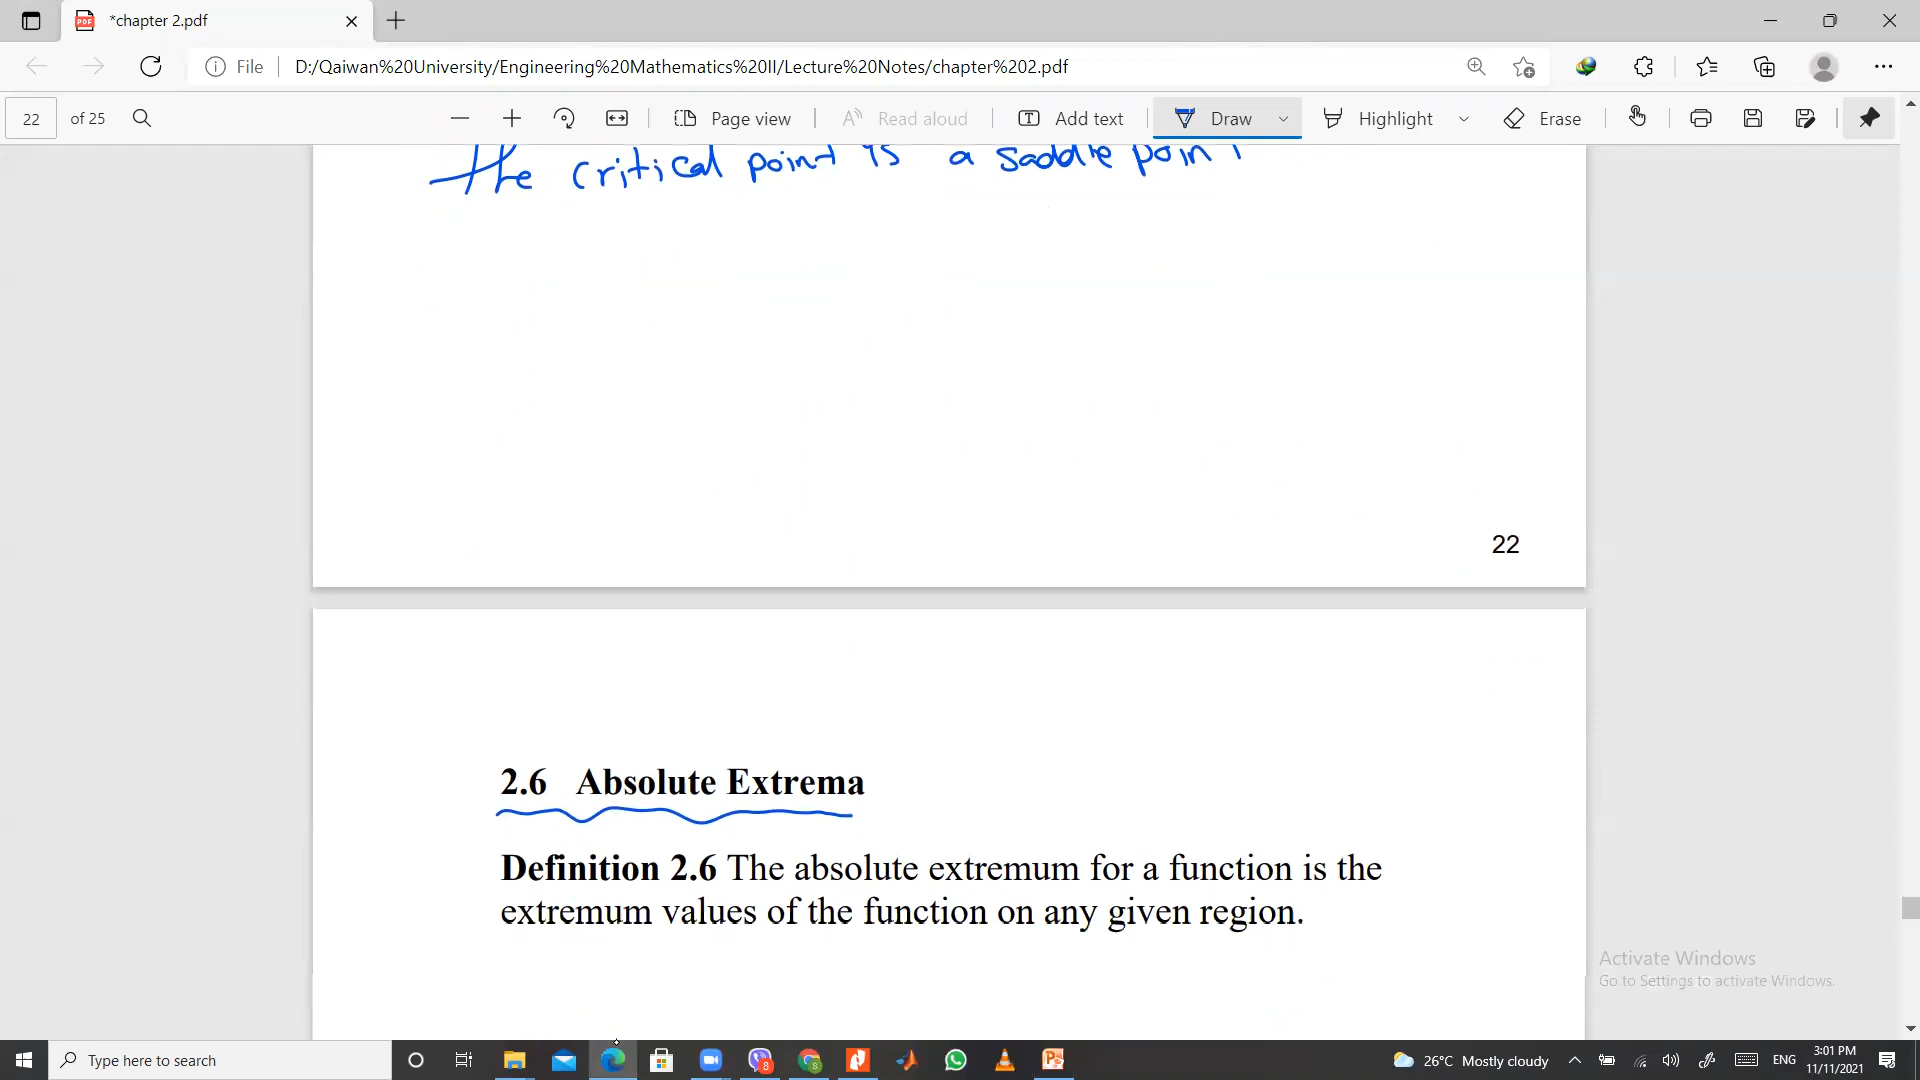 *chapter 2.pdf
File D:/Qaiwan%20University/Engineering%20Mathematics%20II/Lecture%20Notes/chapter%202.pdf
22 of 25 Page view Read aloud Add text Draw Highlight Erase
the critical point is a saddle point
22
2.6 Absolute Extrema
Definition 2.6 The absolute extremum for a function is the
extremum values of the function on any given region.
Activate Windows
Go to Settings to activate Windows.
Type here to search 8 26°C Mostly cloudy ENG 3:01 PM
11/11/2021